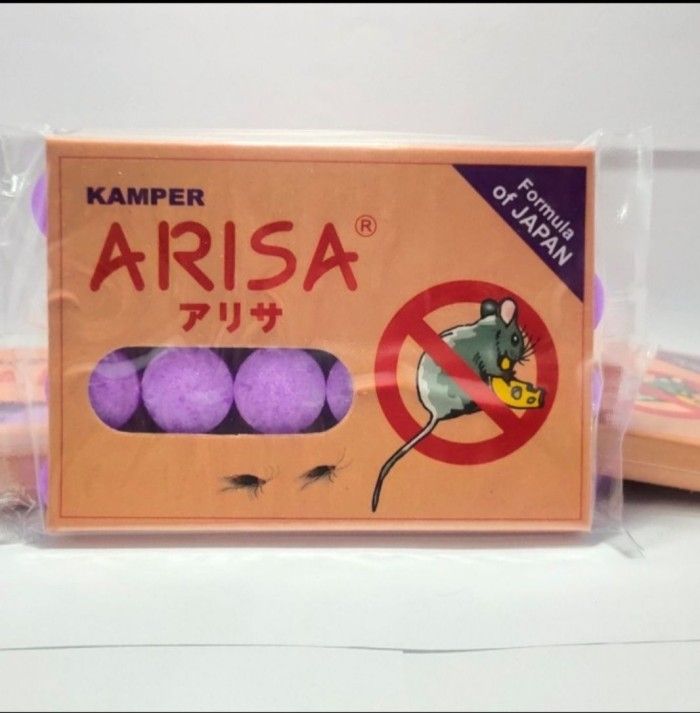 KAMPER
ARISA®
アリサ
Formula
of JAPAN